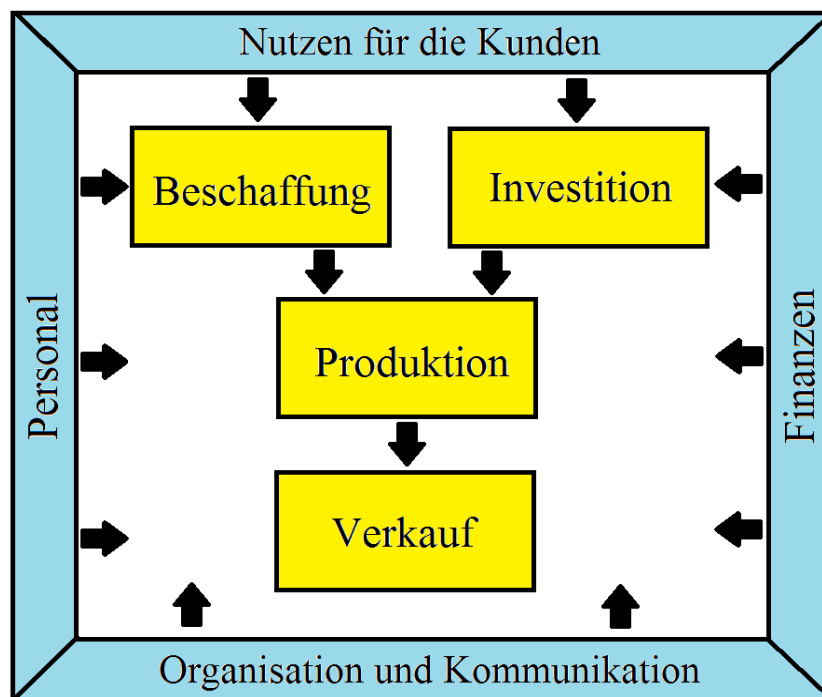 Nutzen für die Kunden
Beschaffung
Investition
Personal
Produktion
Finanzen
Verkauf
Organisation und Kommunikation